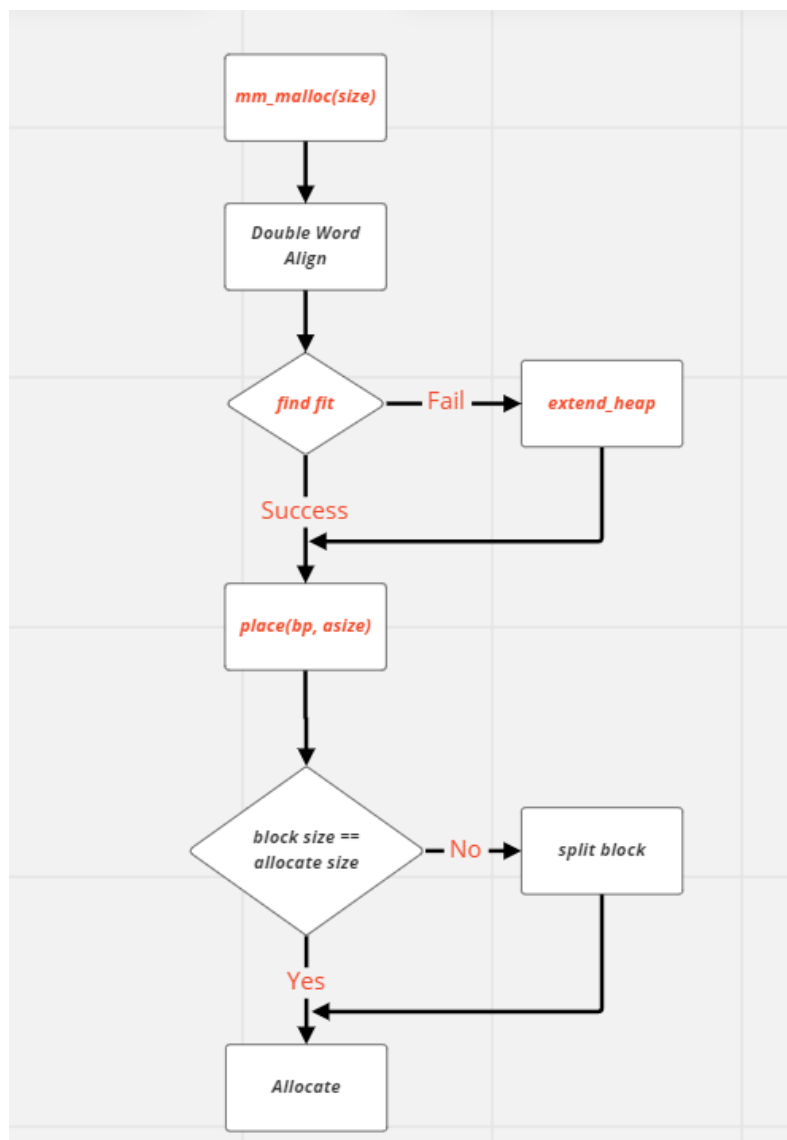 mm_malloc(size)
Double Word
Align
find fit
Fail
extend_heap
Success
place(bp, asize)
block size ==
allocate size
No
split block
Yes
Allocate